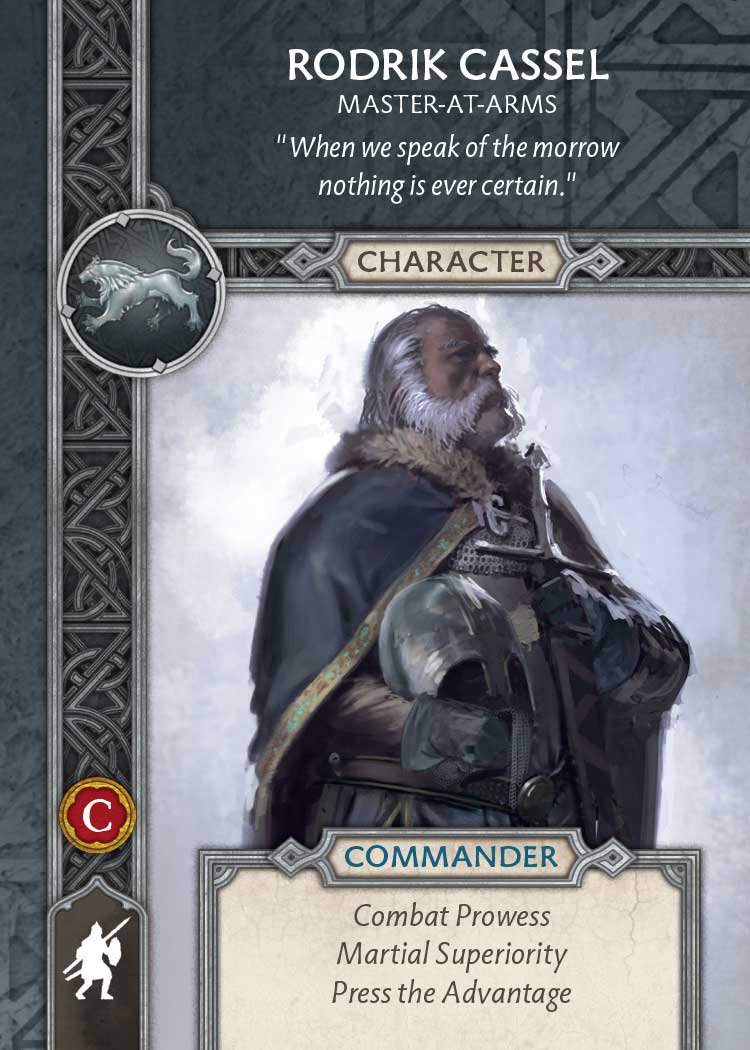 RODRIK CASSEL
MASTER-AT-ARMS
"When we speak of the morrow
nothing is ever certain."
CHARACTER
C
COMMANDER
Combat Prowess
Martial Superiority
Press the Advantage